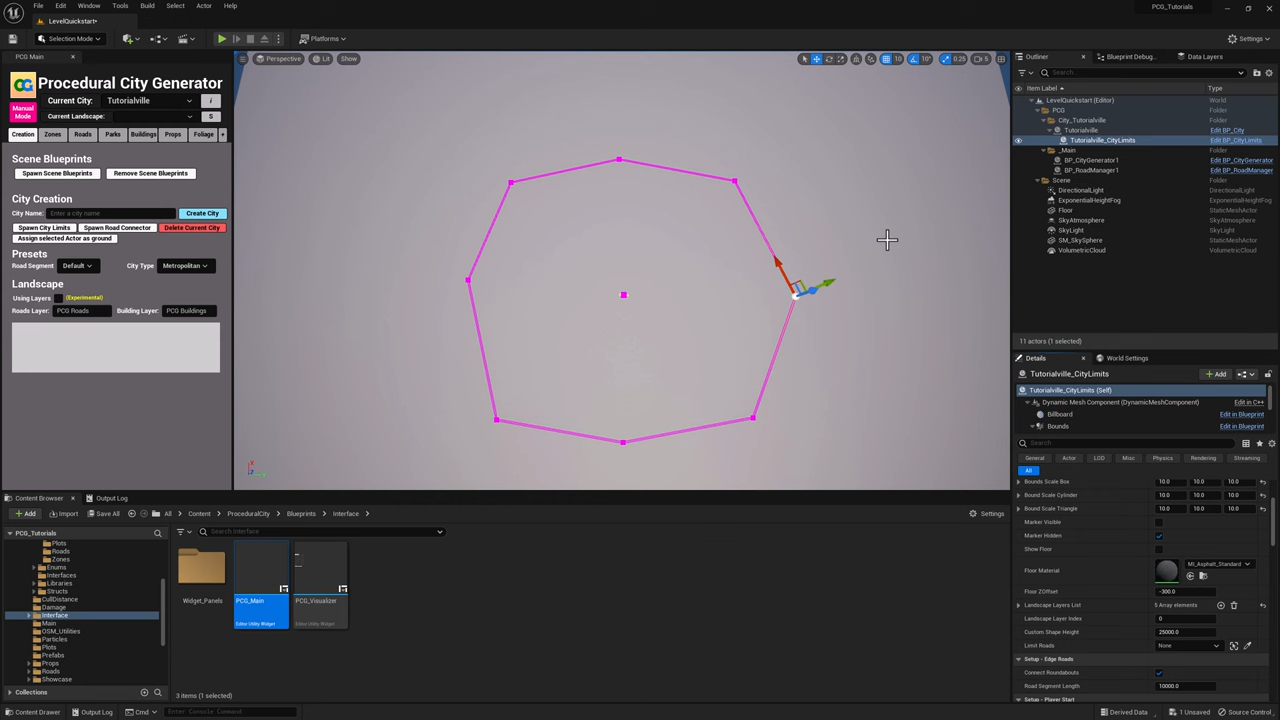 File Edit Window Tools Build Select Actor Help
PCG_Tutorials
LevelQuickstart*
Selection Mode
Platforms
Settings
PCG Main
Perspective Lit Show
10 10° 0.25 5
Outliner Blueprint Debug... Data Layers
Procedural City Generator
Search...
Manual Mode
Current City: Tutorialville i
Item Label Type
Current Landscape: S
LevelQuickstart (Editor) World
PCG Folder
City_Tutorialville Folder
Creation Zones Roads Parks Buildings Props Foliage
Tutorialville Edit BP_City
Tutorialville_CityLimits Edit BP_CityLimits
_Main Folder
Scene Blueprints
BP_CityGenerator1 Edit BP_CityGenerator
BP_RoadManager1 Edit BP_RoadManager
Spawn Scene Blueprints Remove Scene Blueprints
Scene Folder
DirectionalLight DirectionalLight
City Creation
ExponentialHeightFog ExponentialHeightFog
City Name: Enter a city name Create City
Floor StaticMeshActor
SkyAtmosphere SkyAtmosphere
Spawn City Limits Spawn Road Connector Delete Current City
SkyLight SkyLight
Assign selected Actor as ground
SM_SkySphere StaticMeshActor
VolumetricCloud VolumetricCloud
Presets
Road Segment Default City Type Metropolitan
Landscape
Using Layers (Experimental)
Roads Layer: PCG Roads Building Layer: PCG Buildings
11 actors (1 selected)
Details World Settings
Tutorialville_CityLimits Add
Tutorialville_CityLimits (Self)
Dynamic Mesh Component (DynamicMeshComponent) Edit in C++
Billboard Edit in Blueprint
Bounds Edit in Blueprint
Search
General Actor LOD Misc Physics Rendering Streaming
All
Bounds Scale Box 10.0 10.0 10.0
Bound Scale Cylinder 10.0 10.0 10.0
Bound Scale Triangle 10.0 10.0 10.0
Marker Visible
Marker Hidden
Show Floor
Floor Material MI_Asphalt_Standard
Floor ZOffset -300.0
Landscape Layers List 5 Array elements
Landscape Layer Index 0
Custom Shape Height 25000.0
Limit Roads None
Setup - Edge Roads
Connect Roundabouts
Road Segment Length 10000.0
Setup - Player Start
Content Browser Output Log
Add Import Save All All Content ProceduralCity Blueprints Interface Settings
PCG_Tutorials
Search Interface
Plots
Roads
Zones
Enums
Interfaces
Libraries
Structs
CullDistance
Damage
Interface
Main
OSM_Utilities
Particles
Plots
Prefabs
Props
Roads
Showcase
Collections
Widget_Panels
PCG_Main
Editor Utility Widget
PCG_Visualizer
Editor Utility Widget
3 items (1 selected)
Content Drawer Output Log Cmd Enter Console Command
Derived Data 1 Unsaved Source Control